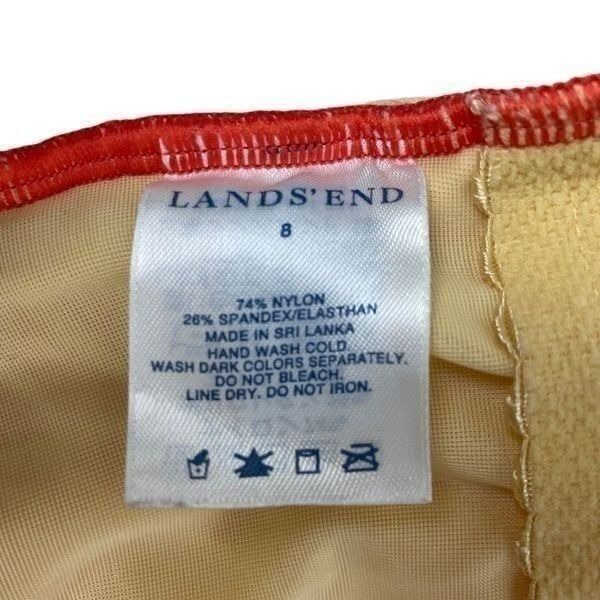 LANDS' END
8
74% NYLON
26% SPANDEX/ELASTHAN
MADE IN SRI LANKA
HAND WASH COLD.
WASH DARK COLORS SEPARATELY.
DO NOT BLEACH.
LINE DRY. DO NOT IRON.